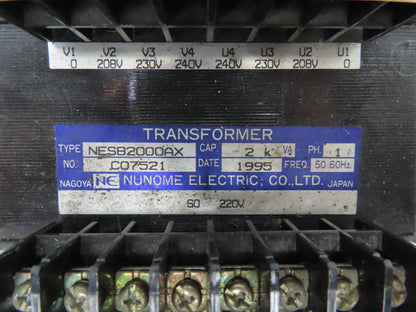 V1 V2 V3 V4 U4 U3 U2 U1
0 208V 230V 240V 240V 230V 208V 0
TRANSFORMER
TYPE NESB2000AX CAP. 2 kVA PH. 1 φ
NO. C07521 DATE 1995 FREQ. 50.60Hz
NAGOYA NE NUNOME ELECTRIC; CO.,LTD. JAPAN
S0 220V